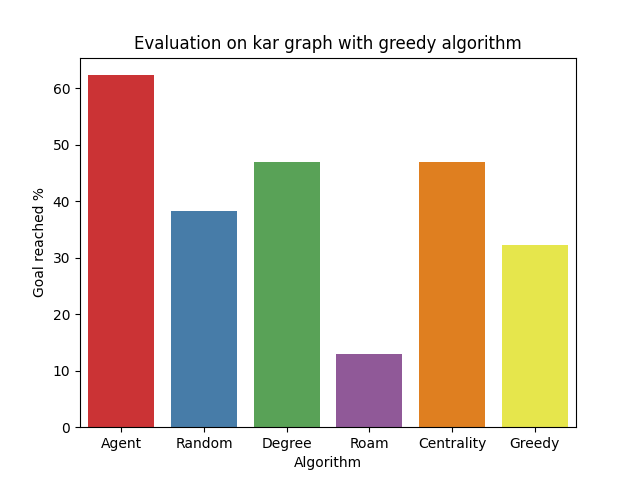 Evaluation on kar graph with greedy algorithm
Goal reached %
60
50
40
30
20
10
0
Agent Random Degree Roam Centrality Greedy
Algorithm